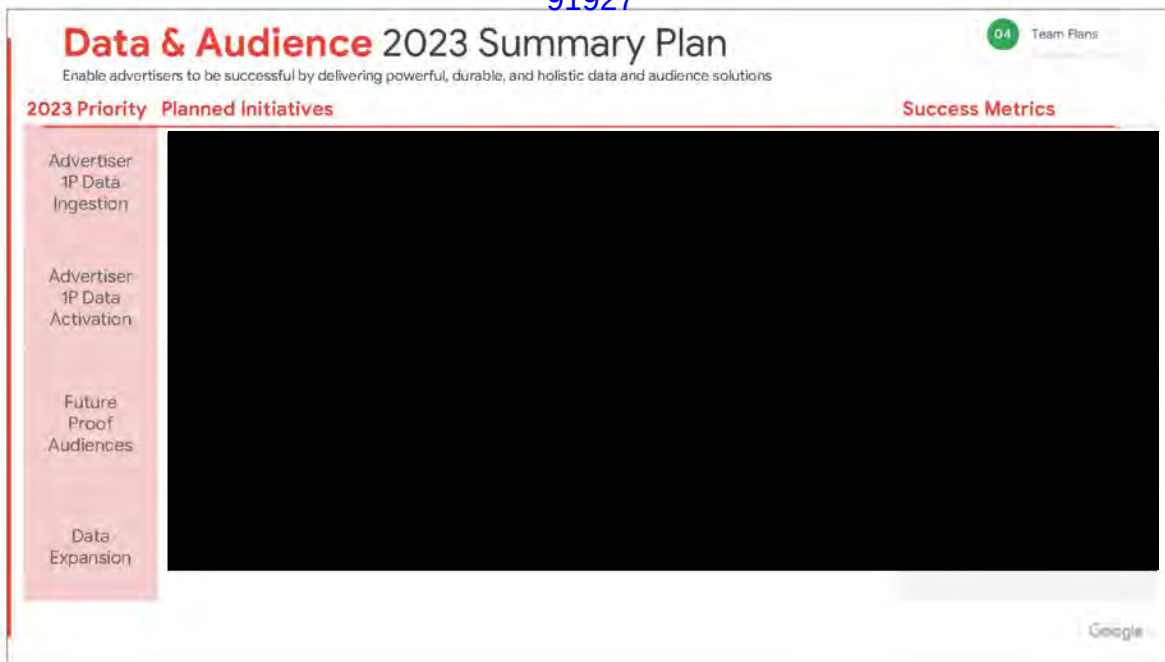 91927
Data & Audience 2023 Summary Plan
04 Team Plans
Enable advertisers to be successful by delivering powerful, durable, and holistic data and audience solutions
2023 Priority Planned Initiatives Success Metrics
Advertiser
1P Data
Ingestion
Advertiser
1P Data
Activation
Future
Proof
Audiences
Data
Expansion
Google